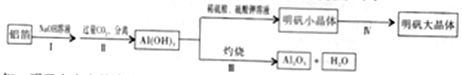 铝箔
NaOH溶液
Ⅰ
过量CO₂、分离
Ⅱ
Al(OH)₃
稀硫酸、硫酸钾溶液
明矾小晶体
Ⅳ
明矾大晶体
灼烧
Ⅲ
Al₂O₃ + H₂O